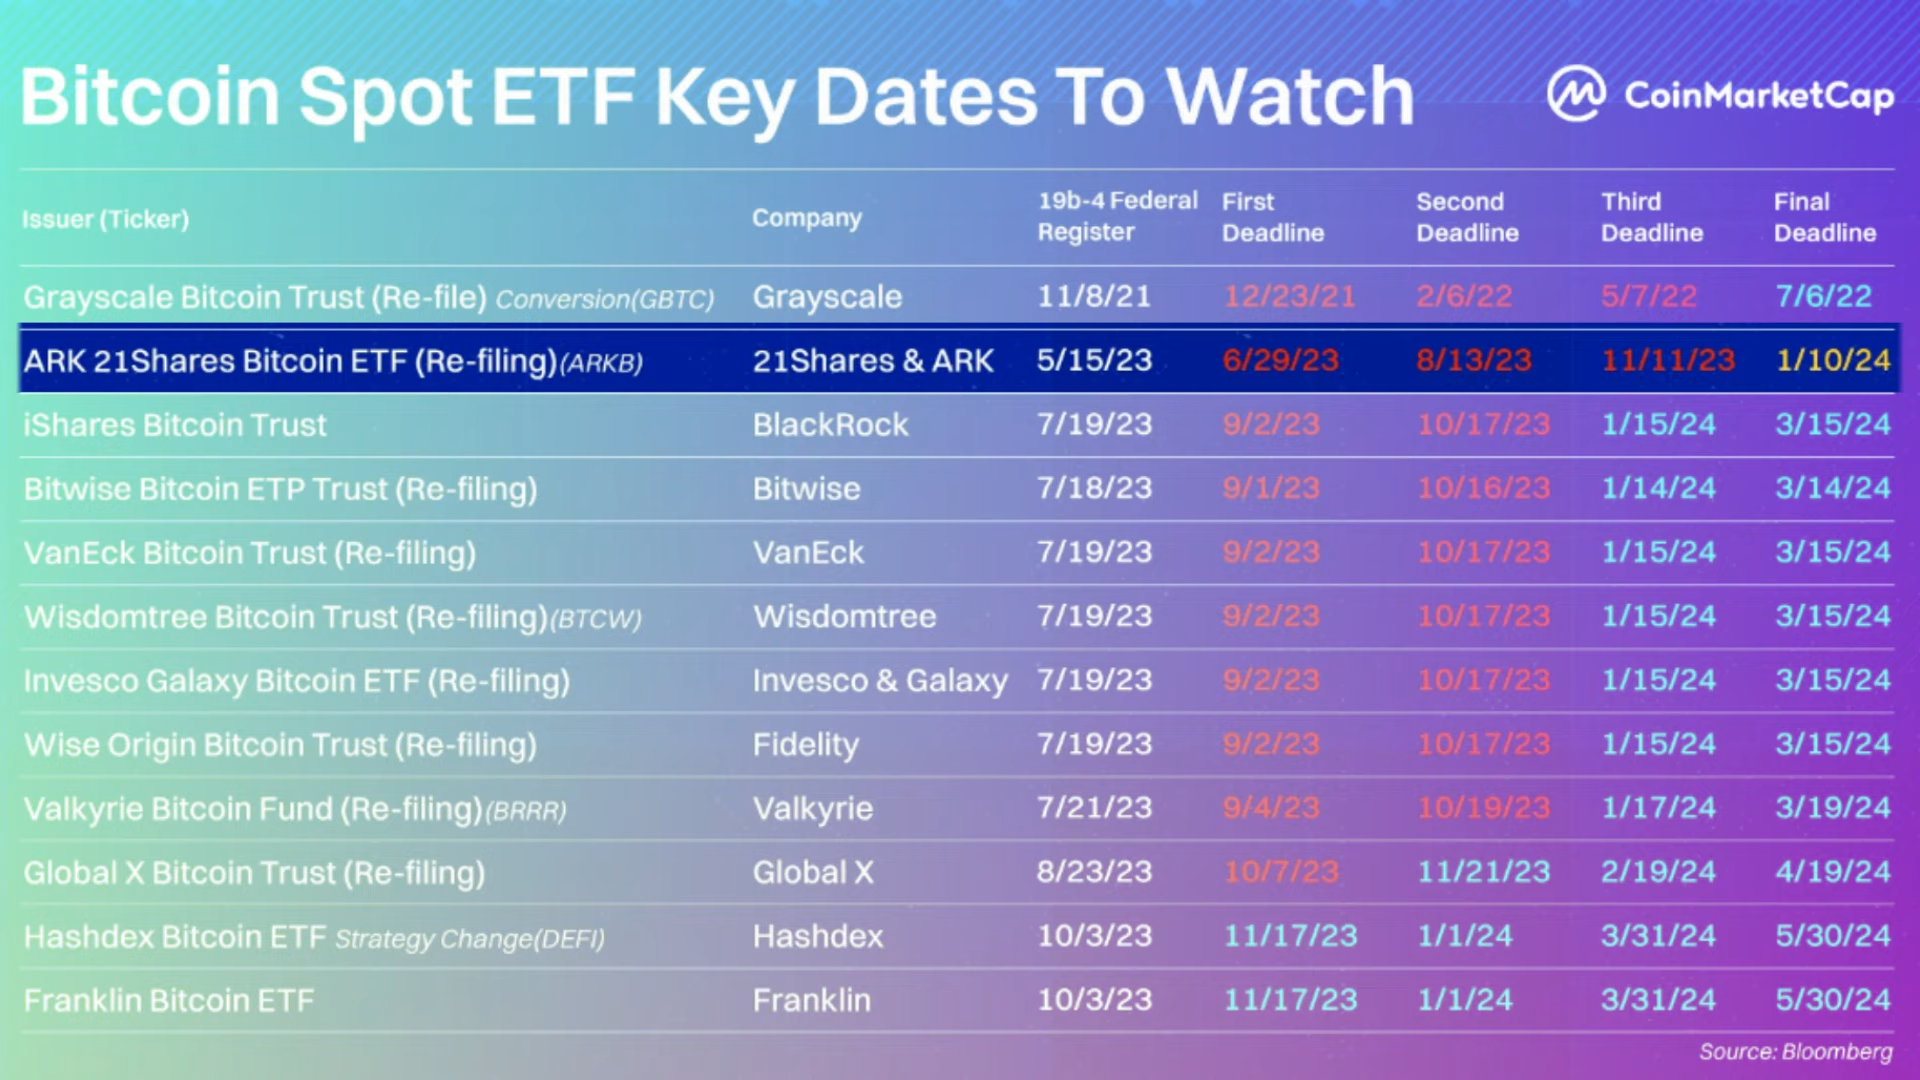 Bitcoin Spot ETF Key Dates To Watch
CoinMarketCap
Issuer (Ticker) Company 19b-4 Federal Register First Deadline Second Deadline Third Deadline Final Deadline
Grayscale Bitcoin Trust (Re-file) Conversion(GBTC) Grayscale 11/8/21 12/23/21 2/6/22 5/7/22 7/6/22
ARK 21Shares Bitcoin ETF (Re-filing)(ARKB) 21Shares & ARK 5/15/23 6/29/23 8/13/23 11/11/23 1/10/24
iShares Bitcoin Trust BlackRock 7/19/23 9/2/23 10/17/23 1/15/24 3/15/24
Bitwise Bitcoin ETP Trust (Re-filing) Bitwise 7/18/23 9/1/23 10/16/23 1/14/24 3/14/24
VanEck Bitcoin Trust (Re-filing) VanEck 7/19/23 9/2/23 10/17/23 1/15/24 3/15/24
Wisdomtree Bitcoin Trust (Re-filing)(BTCW) Wisdomtree 7/19/23 9/2/23 10/17/23 1/15/24 3/15/24
Invesco Galaxy Bitcoin ETF (Re-filing) Invesco & Galaxy 7/19/23 9/2/23 10/17/23 1/15/24 3/15/24
Wise Origin Bitcoin Trust (Re-filing) Fidelity 7/19/23 9/2/23 10/17/23 1/15/24 3/15/24
Valkyrie Bitcoin Fund (Re-filing)(BRRR) Valkyrie 7/21/23 9/4/23 10/19/23 1/17/24 3/19/24
Global X Bitcoin Trust (Re-filing) Global X 8/23/23 10/7/23 11/21/23 2/19/24 4/19/24
Hashdex Bitcoin ETF Strategy Change(DEFI) Hashdex 10/3/23 11/17/23 1/1/24 3/31/24 5/30/24
Franklin Bitcoin ETF Franklin 10/3/23 11/17/23 1/1/24 3/31/24 5/30/24
Source: Bloomberg